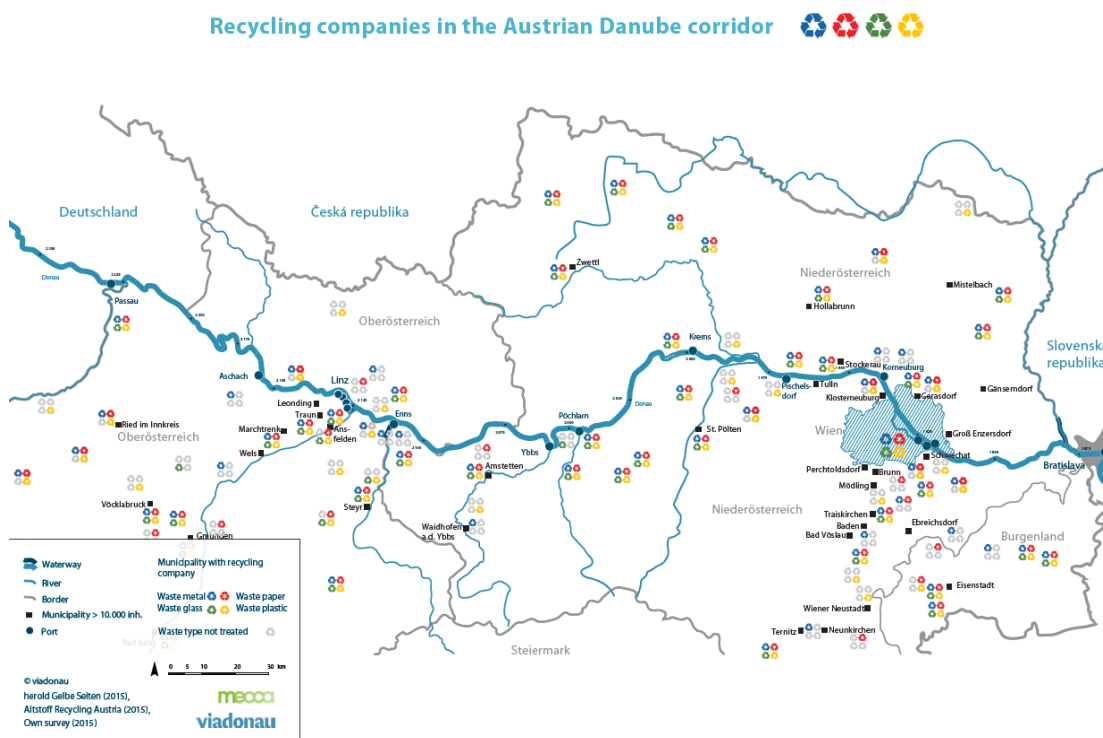 Recycling companies in the Austrian Danube corridor
Deutschland
Česká republika
Niederösterreich
Slovenská
republika
Oberösterreich
Donau
Passau
Zwettl
Hollabrunn
Mistelbach
Krems
Stockerau
Korneuburg
Tulln
Klosterneuburg
Gerasdorf
Gänserndorf
Aschach
Linz
Leonding
Traun
Marchtrenk
Ans-
felden
Wels
Enns
Pöchlarn
Ybbs
Donau
St. Pölten
Wien
Groß Enzersdorf
Schwechat
Perchtoldsdorf
Brunn
Mödling
Bratislava
Ried im Innkreis
Oberösterreich
Amstetten
Vöcklabruck
Steyr
Waidhofen
a.d. Ybbs
Niederösterreich
Traiskirchen
Baden
Bad Vöslau
Ebreichsdorf
Burgenland
Gmunden
Eisenstadt
Wiener Neustadt
Ternitz
Neunkirchen
Steiermark
Bad Ischl
Waterway
River
Border
Municipality > 10.000 inh.
Port
Municipality with recycling
company
Waste metal
Waste paper
Waste glass
Waste plastic
Waste type not treated
0 5 10 20 30 km
© viadonau
herold Gelbe Seiten (2015),
Altstoff Recycling Austria (2015),
Own survey (2015)
mecca
viadonau